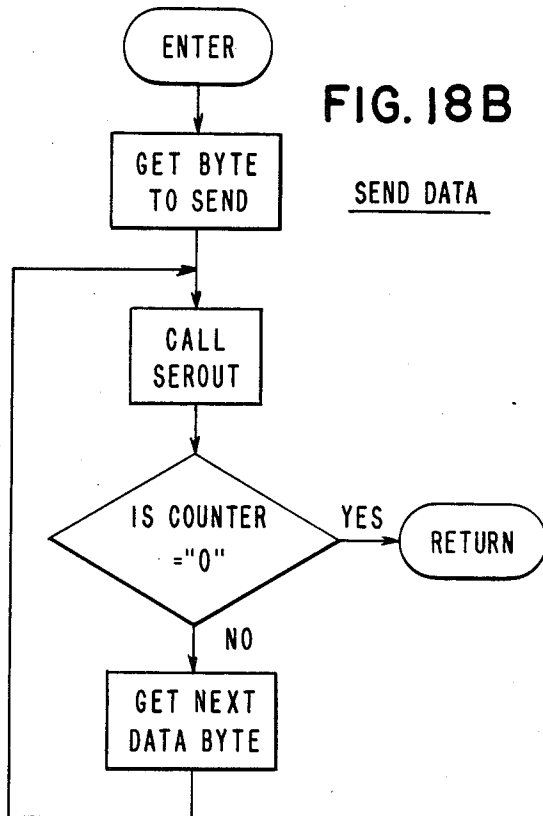 ENTER
FIG. 18B
GET BYTE
TO SEND
SEND DATA
CALL
SEROUT
IS COUNTER
="0"
YES
RETURN
NO
GET NEXT
DATA BYTE